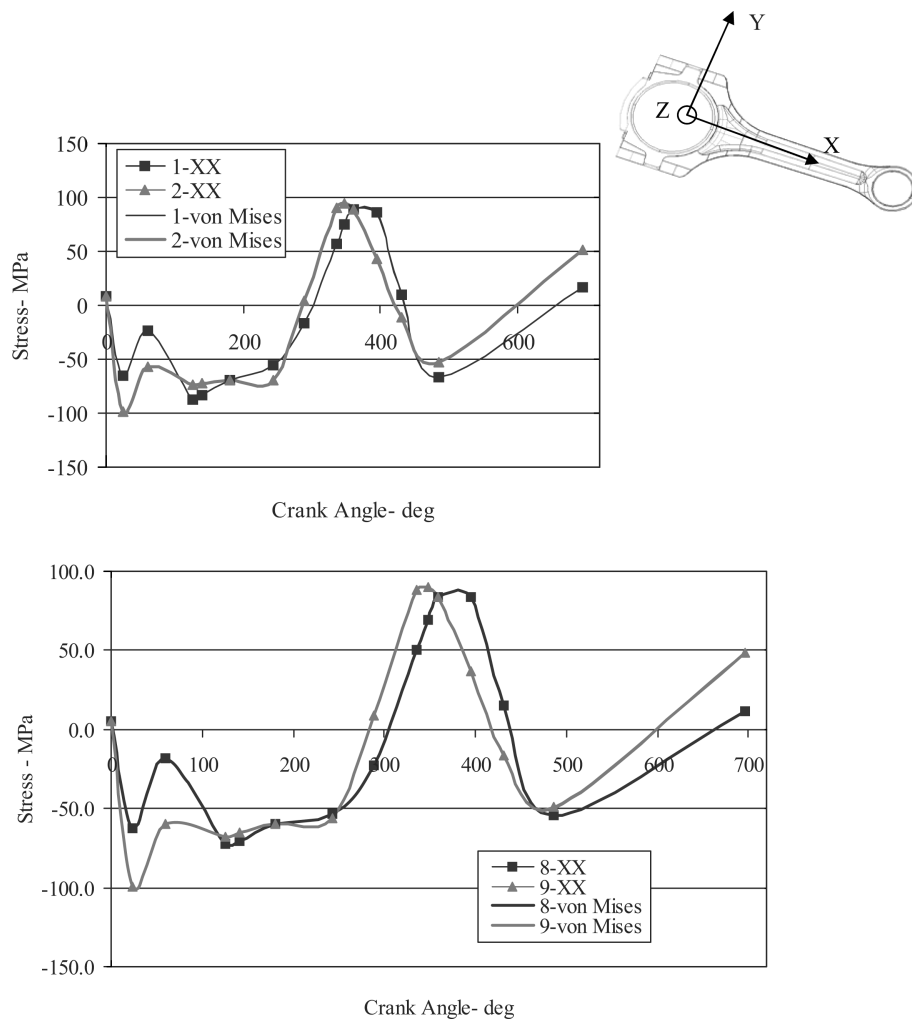 Y
Z
X
150
100
50
0
-50
-100
-150
0
200
400
600
1-XX
2-XX
1-von Mises
2-von Mises
Stress- MPa
Crank Angle- deg
100.0
50.0
0.0
-50.0
-100.0
-150.0
0
100
200
300
400
500
600
700
8-XX
9-XX
8-von Mises
9-von Mises
Stress - MPa
Crank Angle- deg